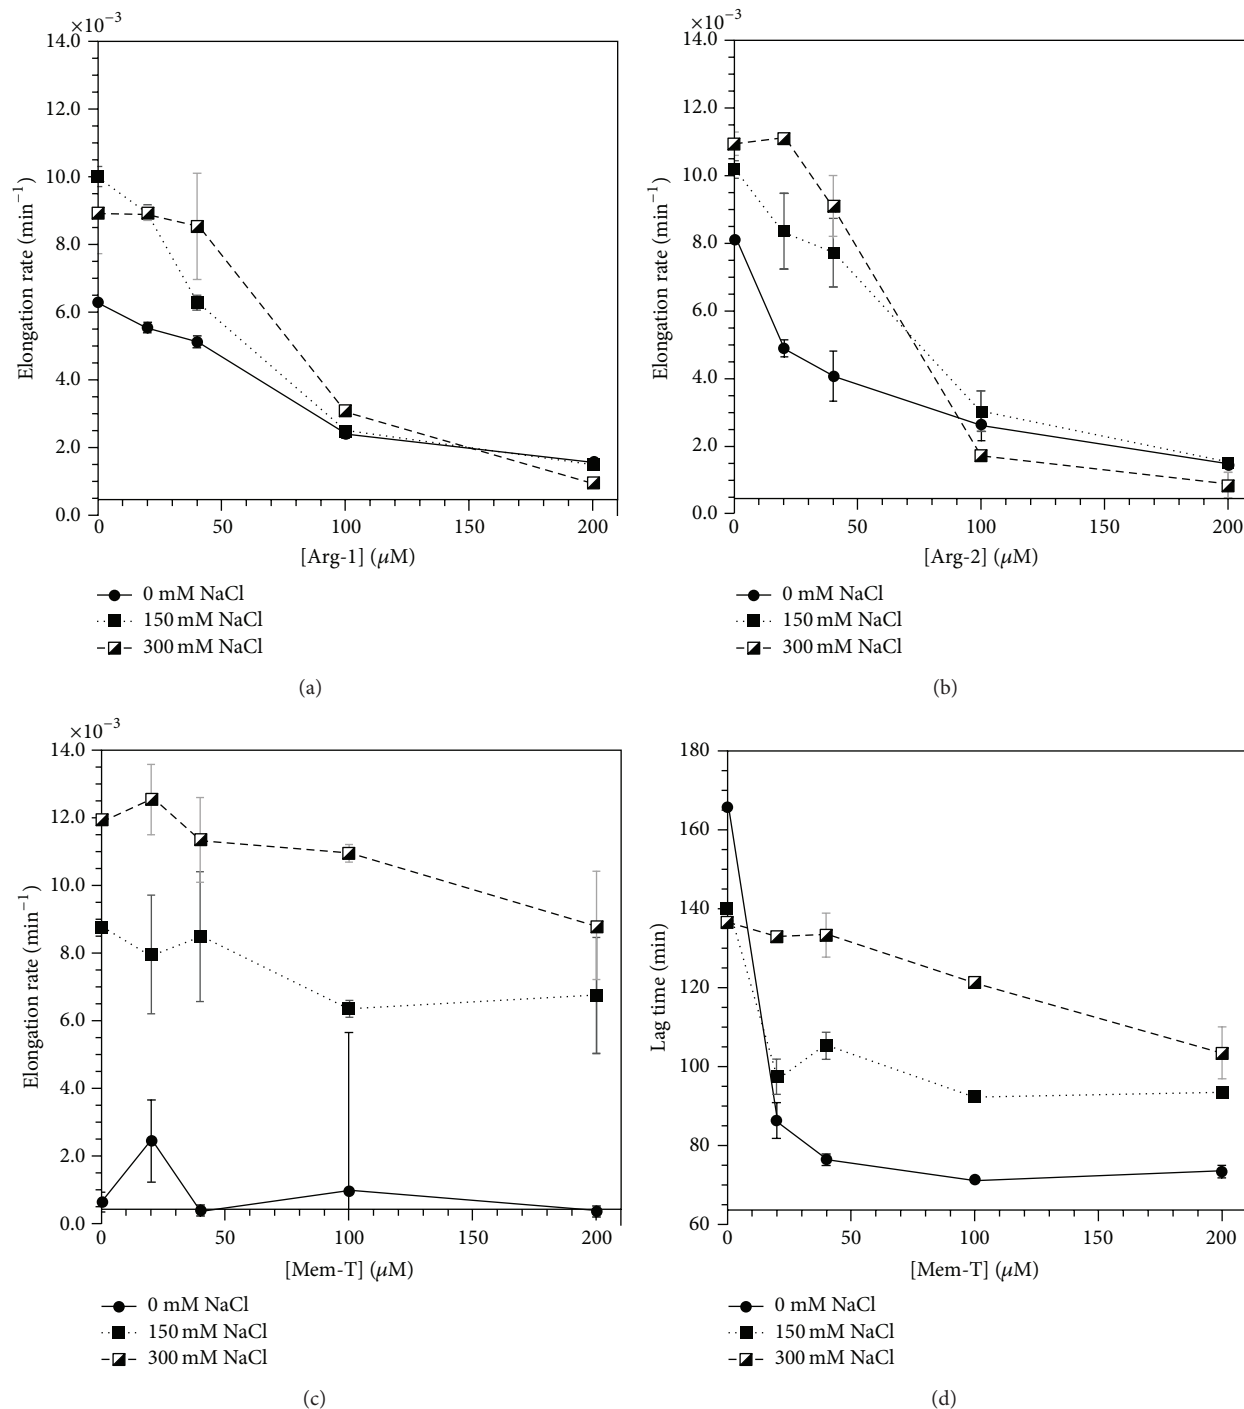 ×10−3
14.0
12.0
10.0
8.0
6.0
4.0
2.0
0.0
Elongation rate (min−1)
0 50 100 150 200
[Arg-1] (μM)
0 mM NaCl
150 mM NaCl
300 mM NaCl
(a)
×10−3
14.0
12.0
10.0
8.0
6.0
4.0
2.0
0.0
Elongation rate (min−1)
0 50 100 150 200
[Arg-2] (μM)
0 mM NaCl
150 mM NaCl
300 mM NaCl
(b)
×10−3
14.0
12.0
10.0
8.0
6.0
4.0
2.0
0.0
Elongation rate (min−1)
0 50 100 150 200
[Mem-T] (μM)
0 mM NaCl
150 mM NaCl
300 mM NaCl
(c)
180
160
140
120
100
80
60
Lag time (min)
0 50 100 150 200
[Mem-T] (μM)
0 mM NaCl
150 mM NaCl
300 mM NaCl
(d)